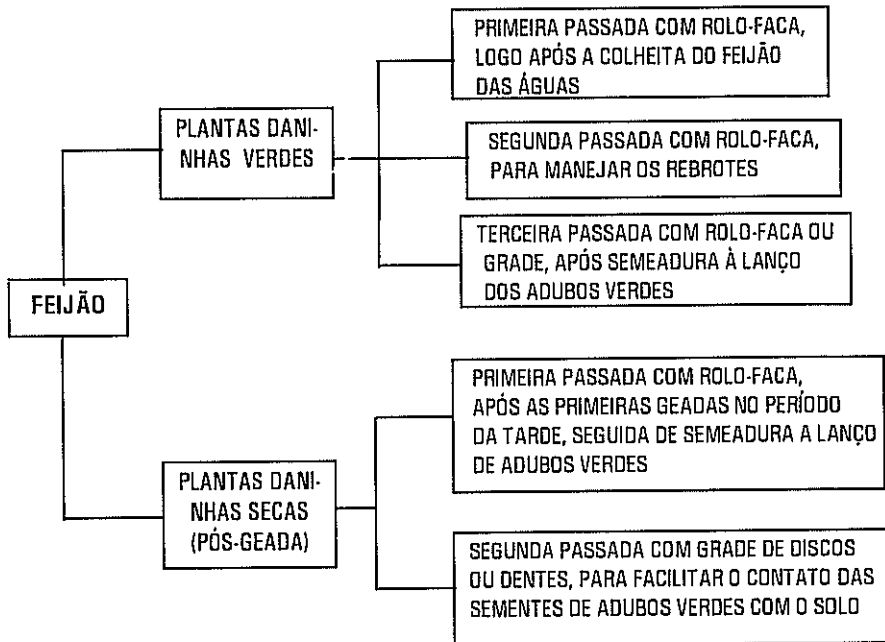 PRIMEIRA PASSADA COM ROLO-FACA,
LOGO APÓS A COLHEITA DO FEIJÃO
DAS ÁGUAS
PLANTAS DANI-
NHAS VERDES
SEGUNDA PASSADA COM ROLO-FACA,
PARA MANEJAR OS REBROTES
TERCEIRA PASSADA COM ROLO-FACA OU
GRADE, APÓS SEMEADURA À LANÇO
DOS ADUBOS VERDES
FEIJÃO
PRIMEIRA PASSADA COM ROLO-FACA,
APÓS AS PRIMEIRAS GEADAS NO PERÍODO
DA TARDE, SEGUIDA DE SEMEADURA A LANÇO
DE ADUBOS VERDES
PLANTAS DANI-
NHAS SECAS
(PÓS-GEADA)
SEGUNDA PASSADA COM GRADE DE DISCOS
OU DENTES, PARA FACILITAR O CONTATO DAS
SEMENTES DE ADUBOS VERDES COM O SOLO